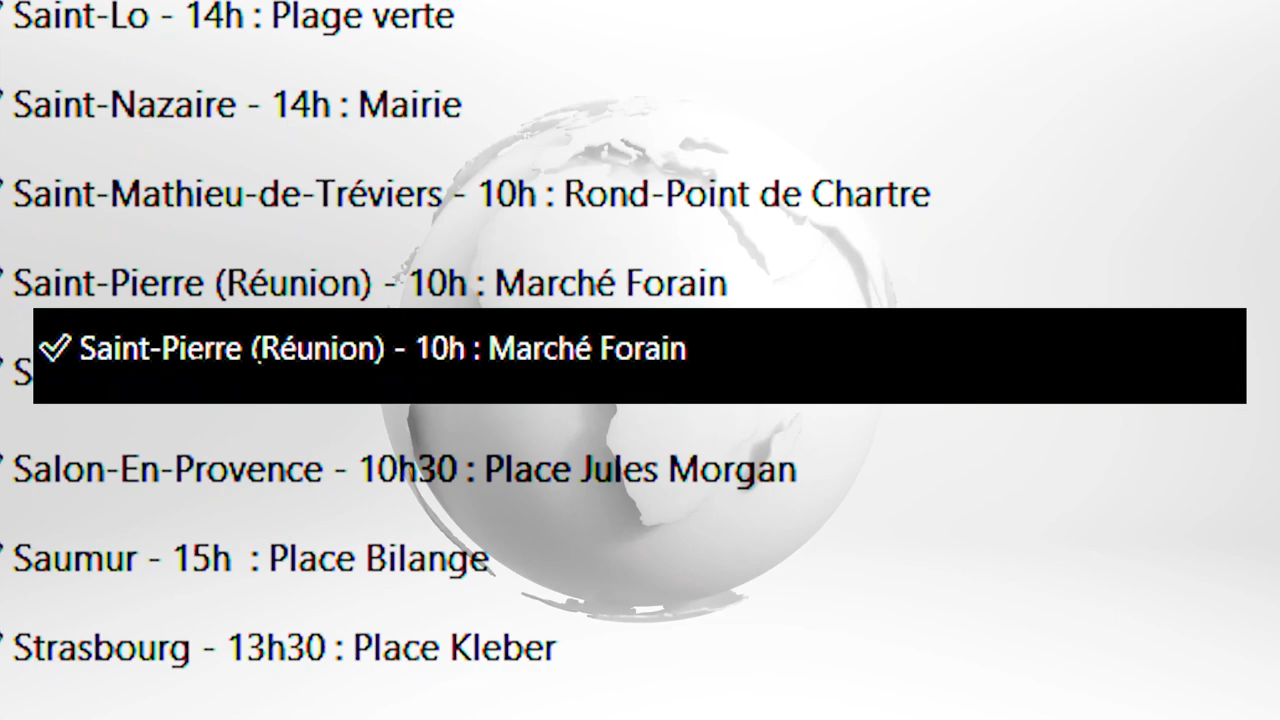 Saint-Lo - 14h : Plage verte
Saint-Nazaire - 14h : Mairie
Saint-Mathieu-de-Tréviers - 10h : Rond-Point de Chartre
Saint-Pierre (Réunion) - 10h : Marché Forain
✓ Saint-Pierre (Réunion) - 10h : Marché Forain
Salon-En-Provence - 10h30 : Place Jules Morgan
Saumur - 15h : Place Bilange
Strasbourg - 13h30 : Place Kleber